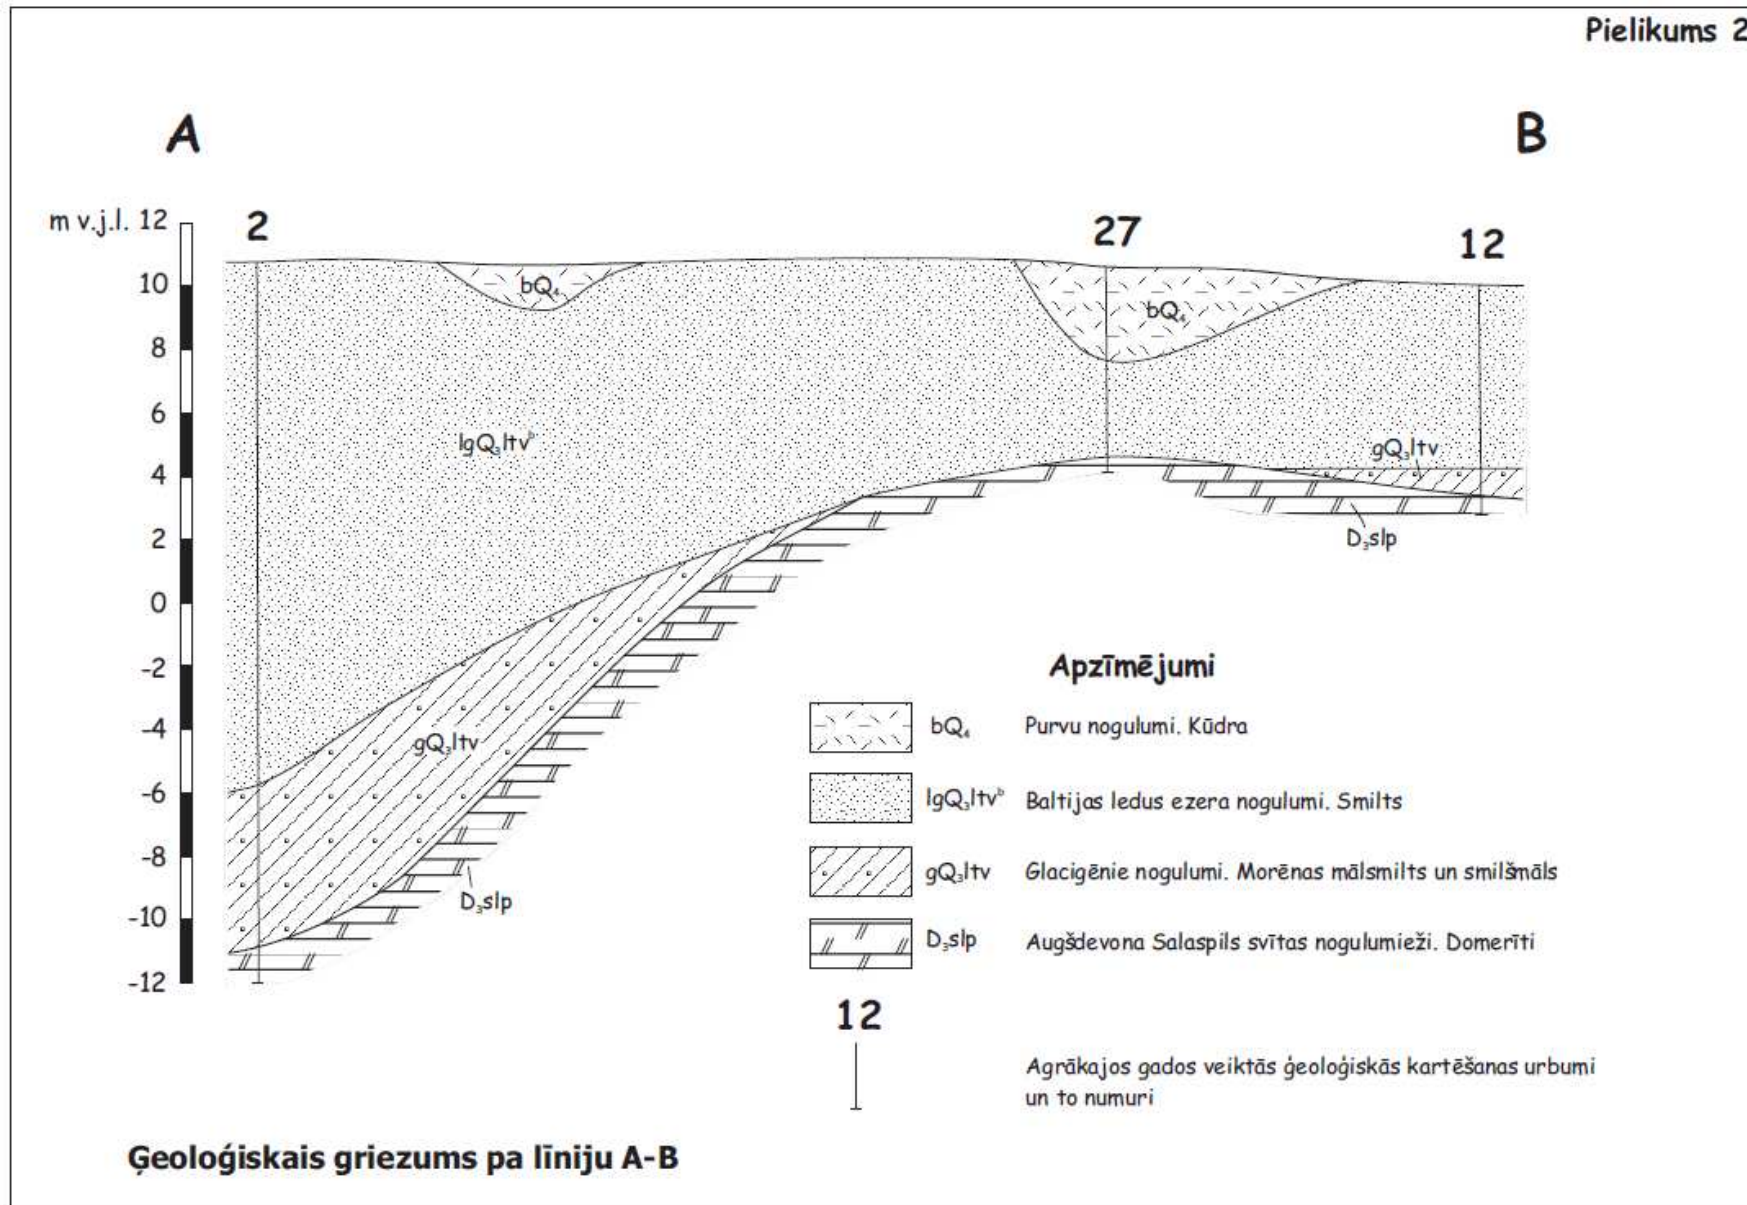 Pielikums 2
A
B
m v.j.l. 12
2
27
12
10
8
6
4
2
0
-2
-4
-6
-8
-10
-12
bQ₄
bQ₄
lgQ₃ltvᵇ
gQ₃ltv
gQ₃ltv
D₃slp
D₃slp
Apzīmējumi
bQ₄ Purvu nogulumi. Kūdra
lgQ₃ltvᵇ Baltijas ledus ezera nogulumi. Smilts
gQ₃ltv Glacigēnie nogulumi. Morēnas mālsmilts un smilšmāls
D₃slp Augšdevona Salaspils svītas nogulumieži. Domerīti
12
Agrākajos gados veiktās ģeoloģiskās kartēšanas urbumi
un to numuri
Ģeoloģiskais griezums pa līniju A-B